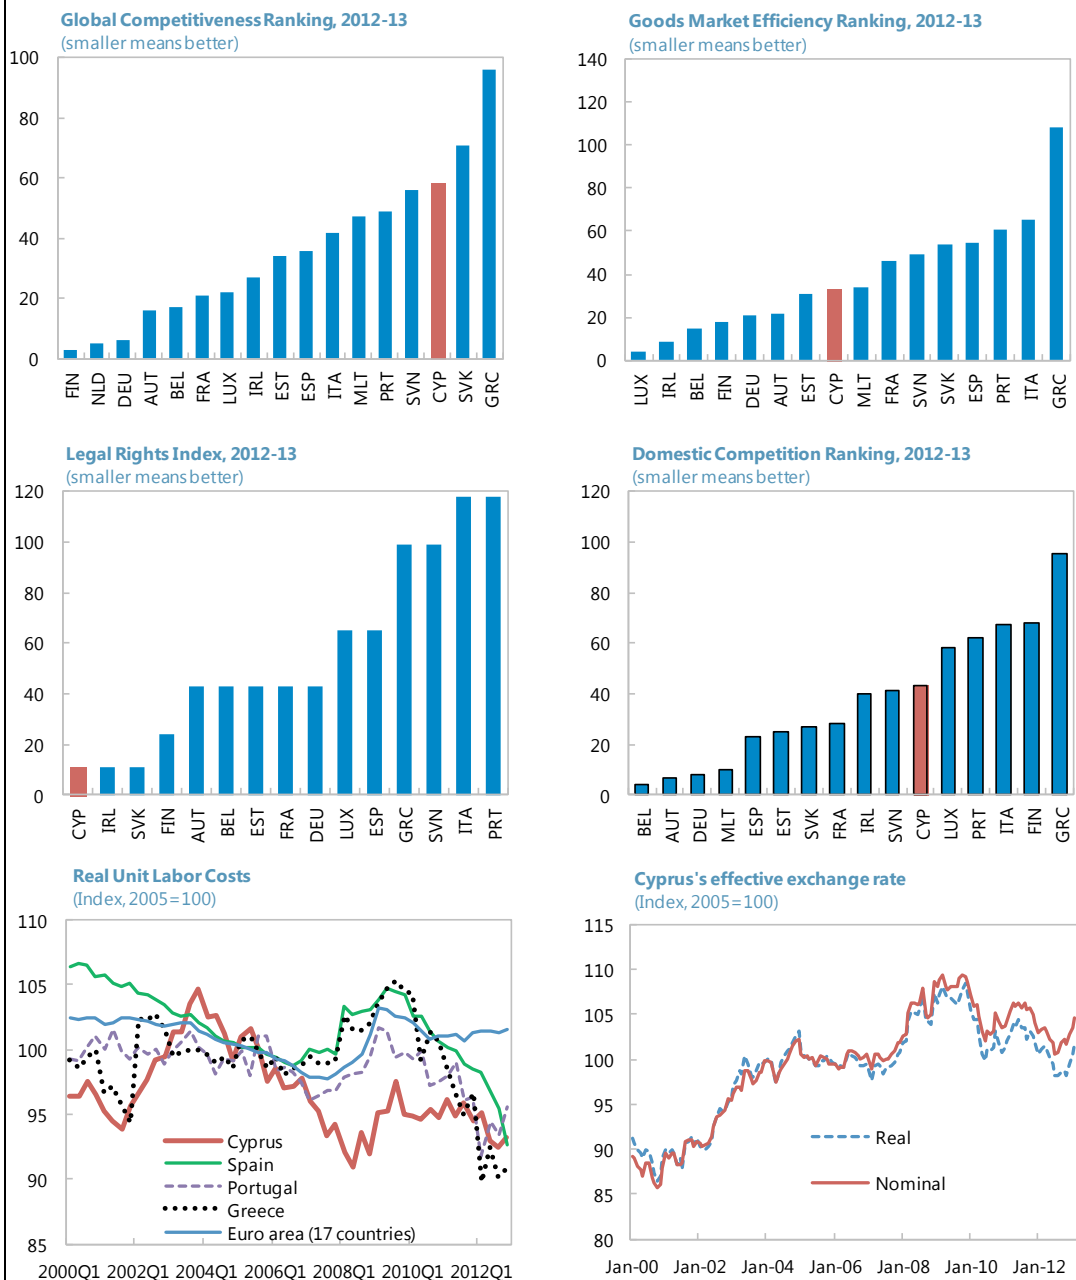 Global Competitiveness Ranking, 2012-13
(smaller means better)
100
80
60
40
20
0
FIN NLD DEU AUT BEL FRA LUX IRL EST ESP ITA MLT PRT SVN CYP SVK GRC
Goods Market Efficiency Ranking, 2012-13
(smaller means better)
140
120
100
80
60
40
20
0
LUX IRL BEL FIN DEU AUT EST CYP MLT FRA SVN SVK ESP PRT ITA GRC
Legal Rights Index, 2012-13
(smaller means better)
120
100
80
60
40
20
0
CYP IRL SVK FIN AUT BEL EST FRA DEU LUX ESP GRC SVN ITA PRT
Domestic Competition Ranking, 2012-13
(smaller means better)
120
100
80
60
40
20
0
BEL AUT DEU MLT ESP EST SVK FRA IRL SVN CYP LUX PRT ITA FIN GRC
Real Unit Labor Costs
(Index, 2005=100)
110
105
100
95
90
85
Cyprus
Spain
Portugal
Greece
Euro area (17 countries)
2000Q1 2002Q1 2004Q1 2006Q1 2008Q1 2010Q1 2012Q1
Cyprus's effective exchange rate
(Index, 2005=100)
115
110
105
100
95
90
85
80
Real
Nominal
Jan-00 Jan-02 Jan-04 Jan-06 Jan-08 Jan-10 Jan-12